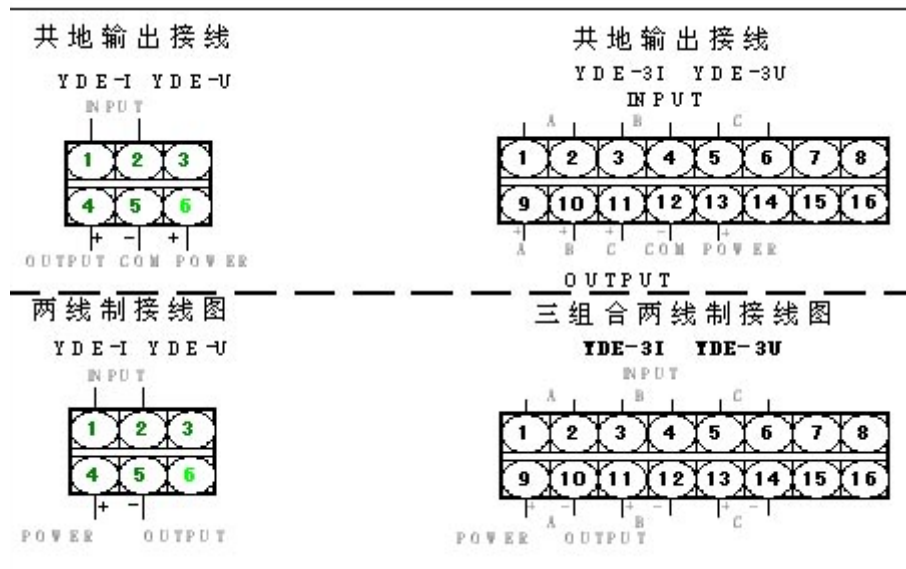 共地输出接线
YDE-I YDE-U
INPUT
1 2 3
4 5 6
+ - +
OUTPUT COM POWER
共地输出接线
YDE-3I YDE-3U
INPUT
A B C
1 2 3 4 5 6 7 8
9 10 11 12 13 14 15 16
+ + + - +
A B C COM POWER
OUTPUT
两线制接线图
YDE-I YDE-U
INPUT
1 2 3
4 5 6
+ -
POWER OUTPUT
三组合两线制接线图
YDE-3I YDE-3U
INPUT
A B C
1 2 3 4 5 6 7 8
9 10 11 12 13 14 15 16
+ - + - + -
A B C
POWER OUTPUT